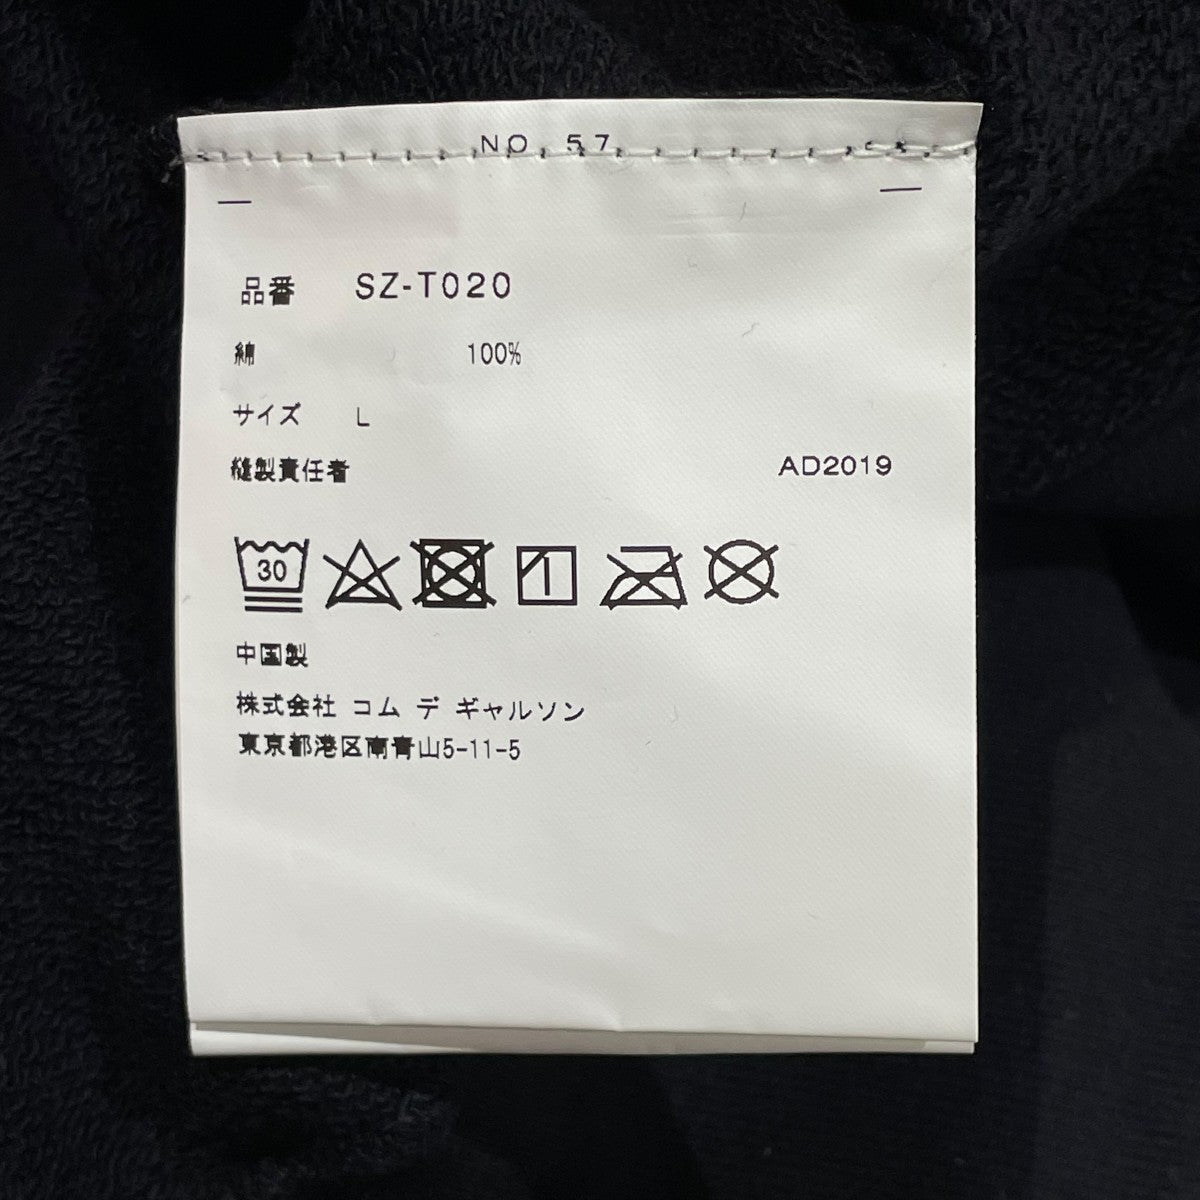 NO 57
品番 SZ-T020
綿 100%
サイズ L
縫製責任者 AD2019
30
中国製
株式会社 コム デ ギャルソン
東京都港区南青山5-11-5